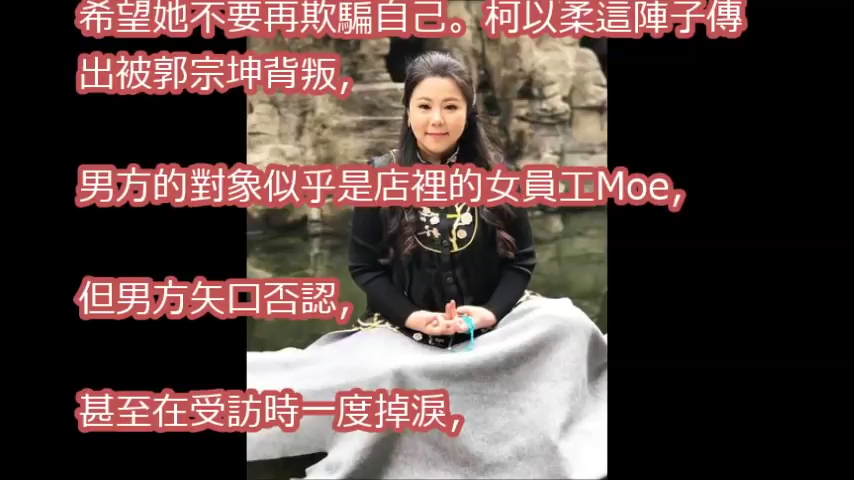 希望她不要再欺騙自己。柯以柔這陣子傳
出被郭宗坤背叛，
男方的對象似乎是店裡的女員工Moe，
但男方矢口否認，
甚至在受訪時一度掉淚，